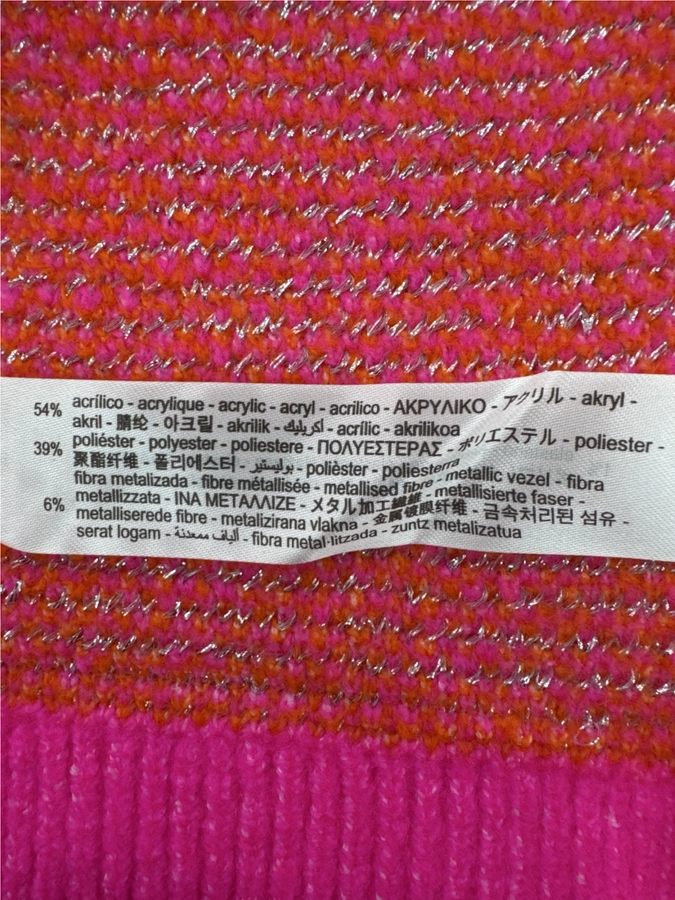 54% acrílico - acrylique - acrylic - acryl - acrilico - ΑΚΡΥΛΙΚΟ - アクリル - akryl -
akril - 腈纶 - 아크릴 - akrilik - أكريليك - acrílic - akrilikoa
39% poliéster - polyester - poliestere - ΠΟΛΥΕΣΤΕΡΑΣ - ポリエステル - poliester -
聚酯纤维 - 폴리에스터 - بوليستير - polièster - poliesterra
6% fibra metalizada - fibre métallisée - metallised fibre - metallic vezel - fibra
metallizzata - ΙΝΑ ΜΕΤΑΛΛΙΖΕ - メタル加工繊維 - metallisierte faser -
metalliserede fibre - metalizirana vlakna - 金属镀膜纤维 - 금속처리된 섬유 -
serat logam - ألياف ممعدنة - fibra metal·litzada - zuntz metalizatua